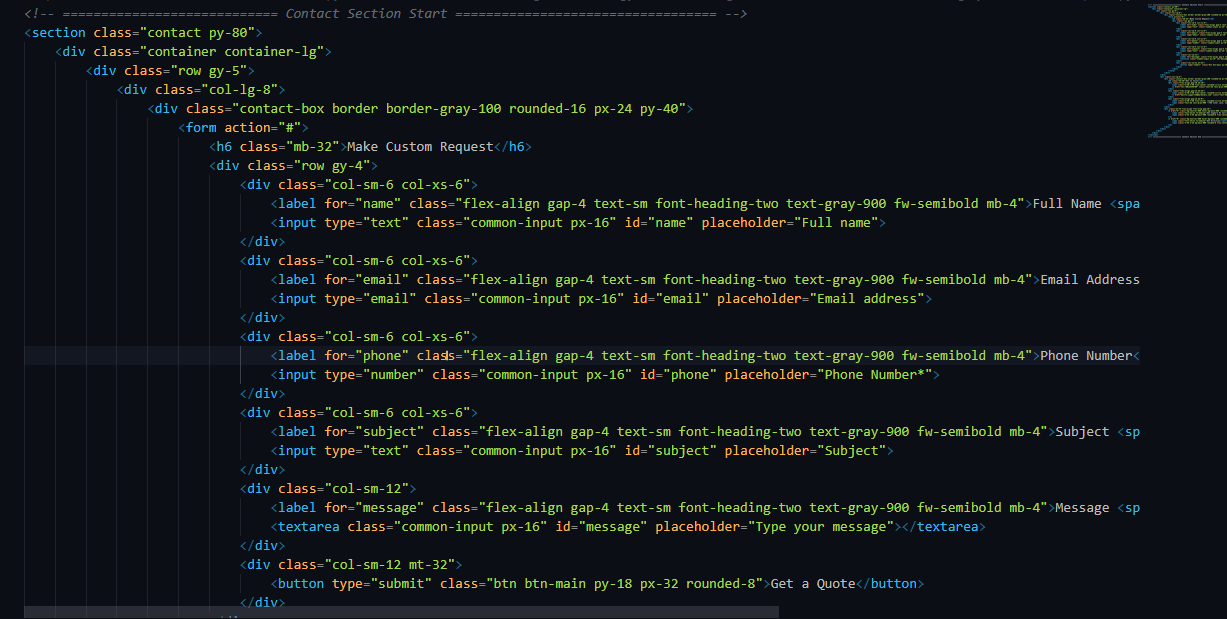 <!-- ============================ Contact Section Start ================================== -->
<section class="contact py-80">
<div class="container container-lg">
<div class="row gy-5">
<div class="col-lg-8">
<div class="contact-box border border-gray-100 rounded-16 px-24 py-40">
<form action="#">
<h6 class="mb-32">Make Custom Request</h6>
<div class="row gy-4">
<div class="col-sm-6 col-xs-6">
<label for="name" class="flex-align gap-4 text-sm font-heading-two text-gray-900 fw-semibold mb-4">Full Name <spa
<input type="text" class="common-input px-16" id="name" placeholder="Full name">
</div>
<div class="col-sm-6 col-xs-6">
<label for="email" class="flex-align gap-4 text-sm font-heading-two text-gray-900 fw-semibold mb-4">Email Address
<input type="email" class="common-input px-16" id="email" placeholder="Email address">
</div>
<div class="col-sm-6 col-xs-6">
<label for="phone" class="flex-align gap-4 text-sm font-heading-two text-gray-900 fw-semibold mb-4">Phone Number<
<input type="number" class="common-input px-16" id="phone" placeholder="Phone Number*">
</div>
<div class="col-sm-6 col-xs-6">
<label for="subject" class="flex-align gap-4 text-sm font-heading-two text-gray-900 fw-semibold mb-4">Subject <sp
<input type="text" class="common-input px-16" id="subject" placeholder="Subject">
</div>
<div class="col-sm-12">
<label for="message" class="flex-align gap-4 text-sm font-heading-two text-gray-900 fw-semibold mb-4">Message <sp
<textarea class="common-input px-16" id="message" placeholder="Type your message"></textarea>
</div>
<div class="col-sm-12 mt-32">
<button type="submit" class="btn btn-main py-18 px-32 rounded-8">Get a Quote</button>
</div>